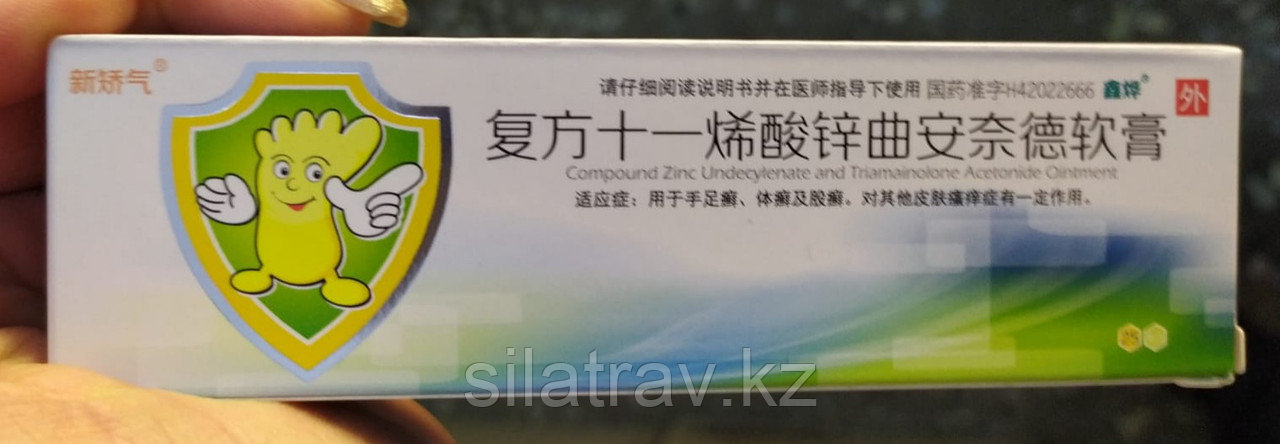 新矫气®
请仔细阅读说明书并在医师指导下使用 国药准字H42022666 鑫烨® 外
复方十一烯酸锌曲安奈德软膏
Compound Zinc Undecylenate and Triamainolone Acetonide Ointment
适应症：用于手足癣、体癣及股癣。对其他皮肤瘙痒症有一定作用。
silatrav.kz